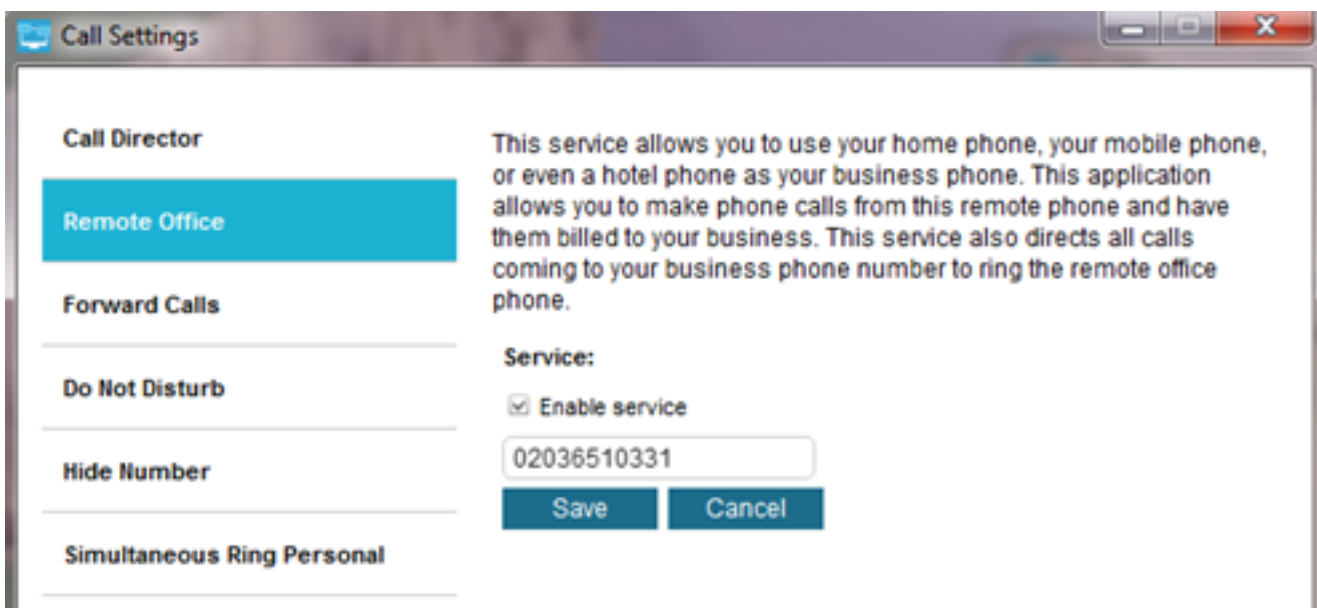 Call Settings
Call Director
Remote Office
Forward Calls
Do Not Disturb
Hide Number
Simultaneous Ring Personal
This service allows you to use your home phone, your mobile phone,
or even a hotel phone as your business phone. This application
allows you to make phone calls from this remote phone and have
them billed to your business. This service also directs all calls
coming to your business phone number to ring the remote office
phone.
Service:
Enable service
02036510331
Save Cancel